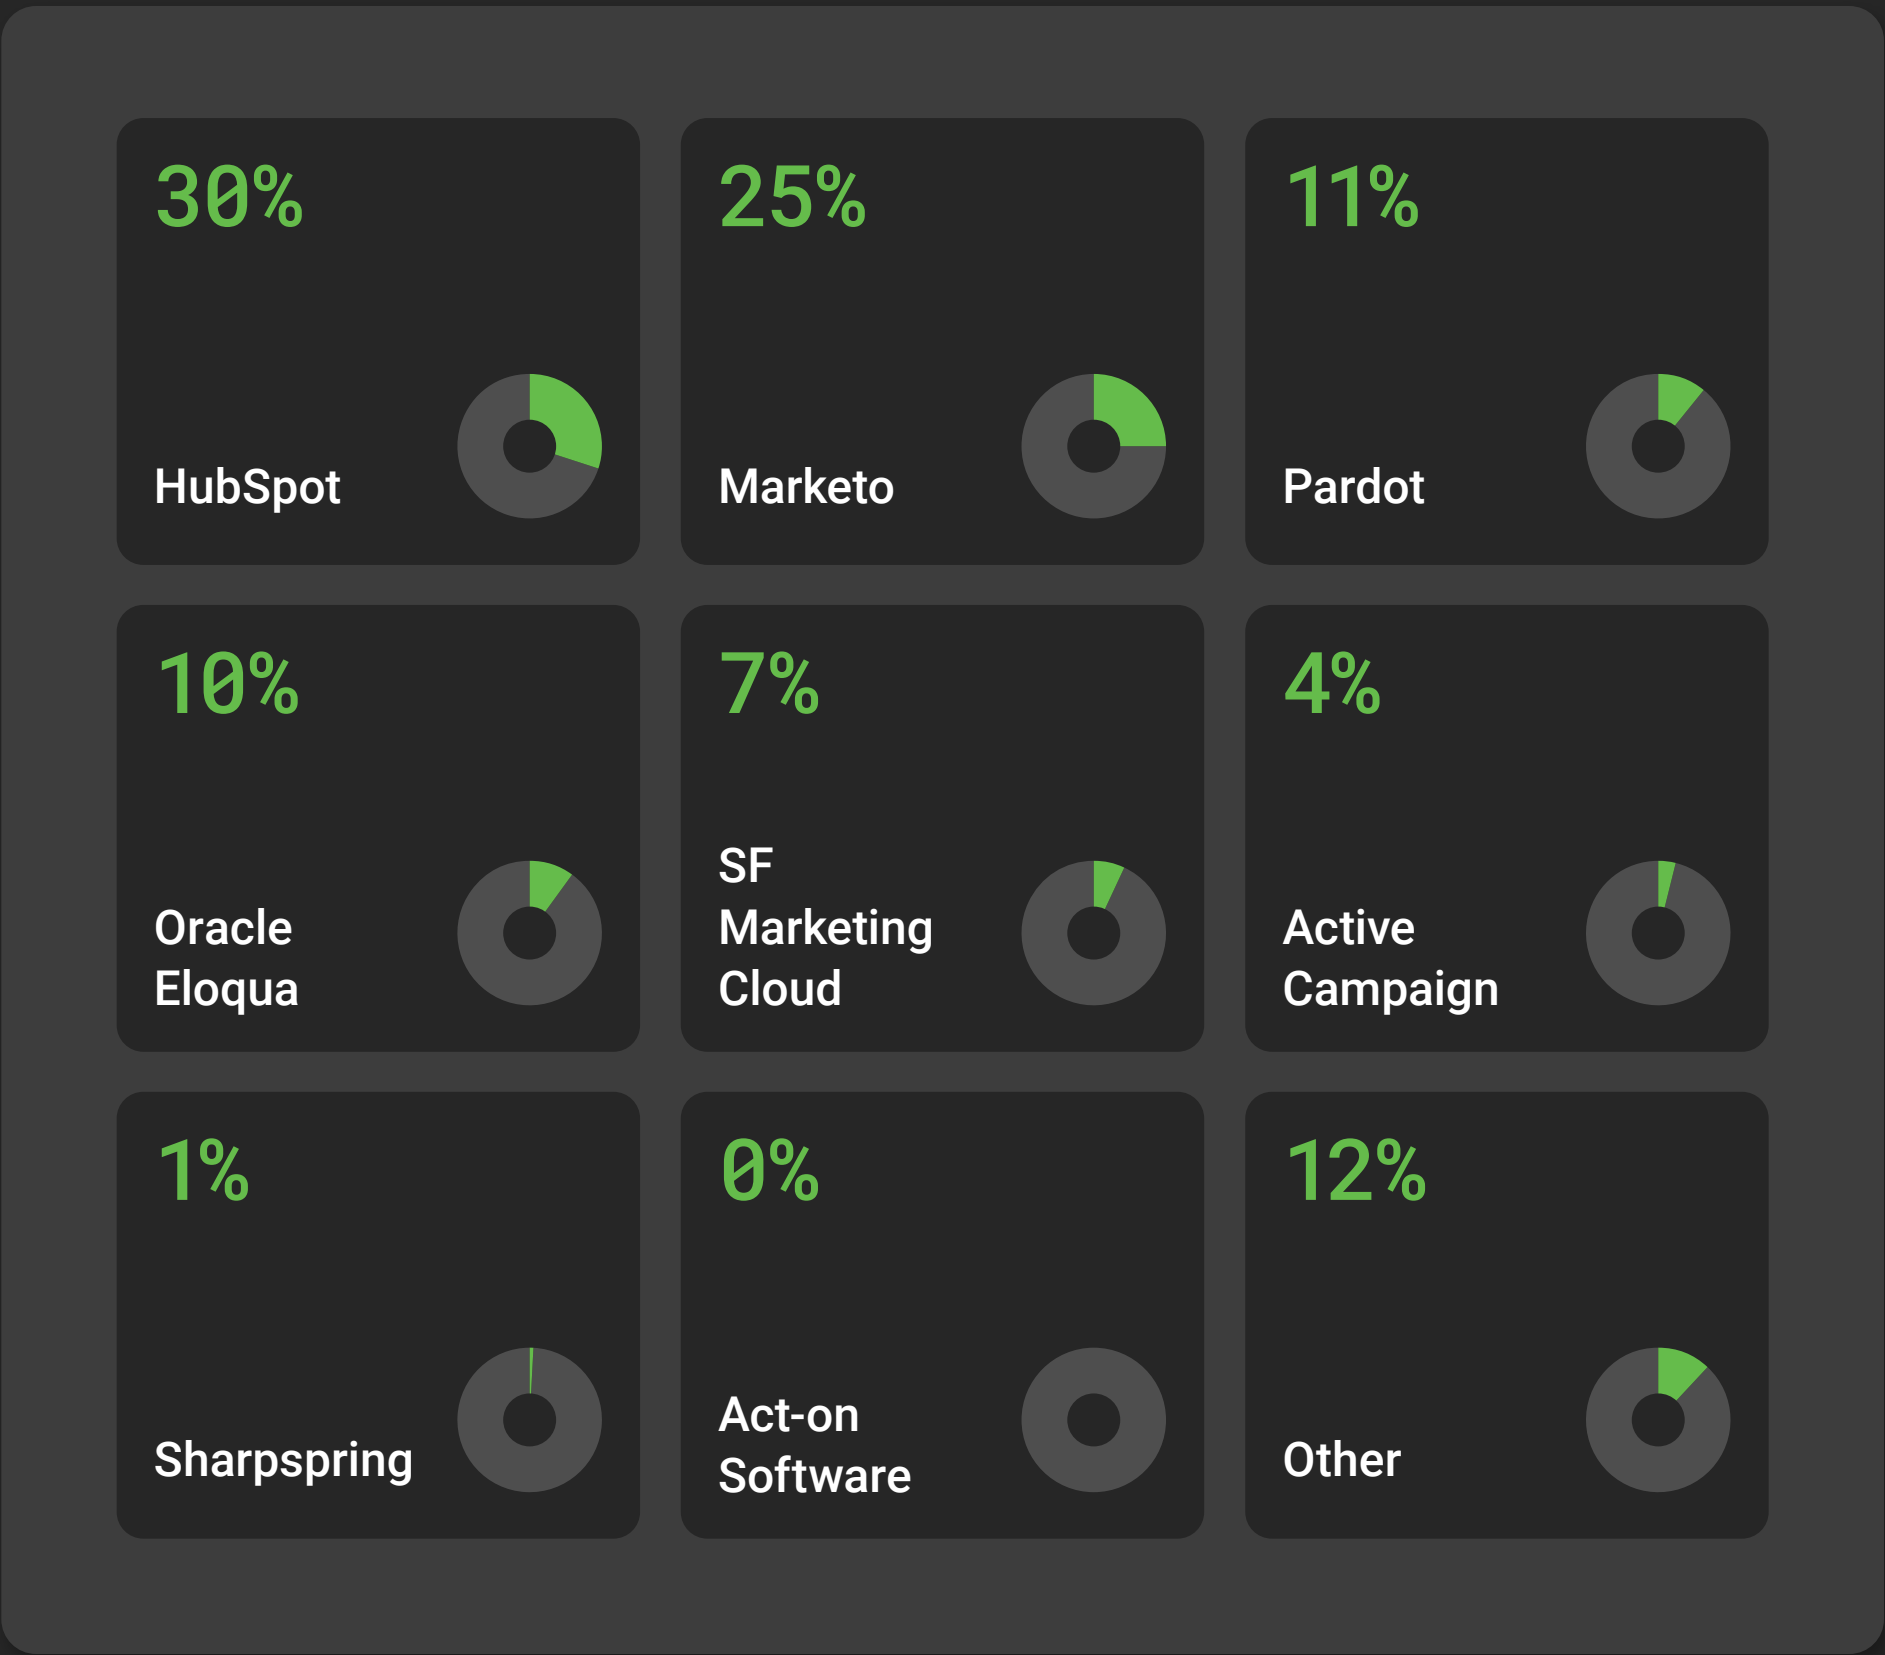 30%
HubSpot
25%
Marketo
11%
Pardot
10%
Oracle
Eloqua
7%
SF
Marketing
Cloud
4%
Active
Campaign
1%
Sharpspring
0%
Act-on
Software
12%
Other